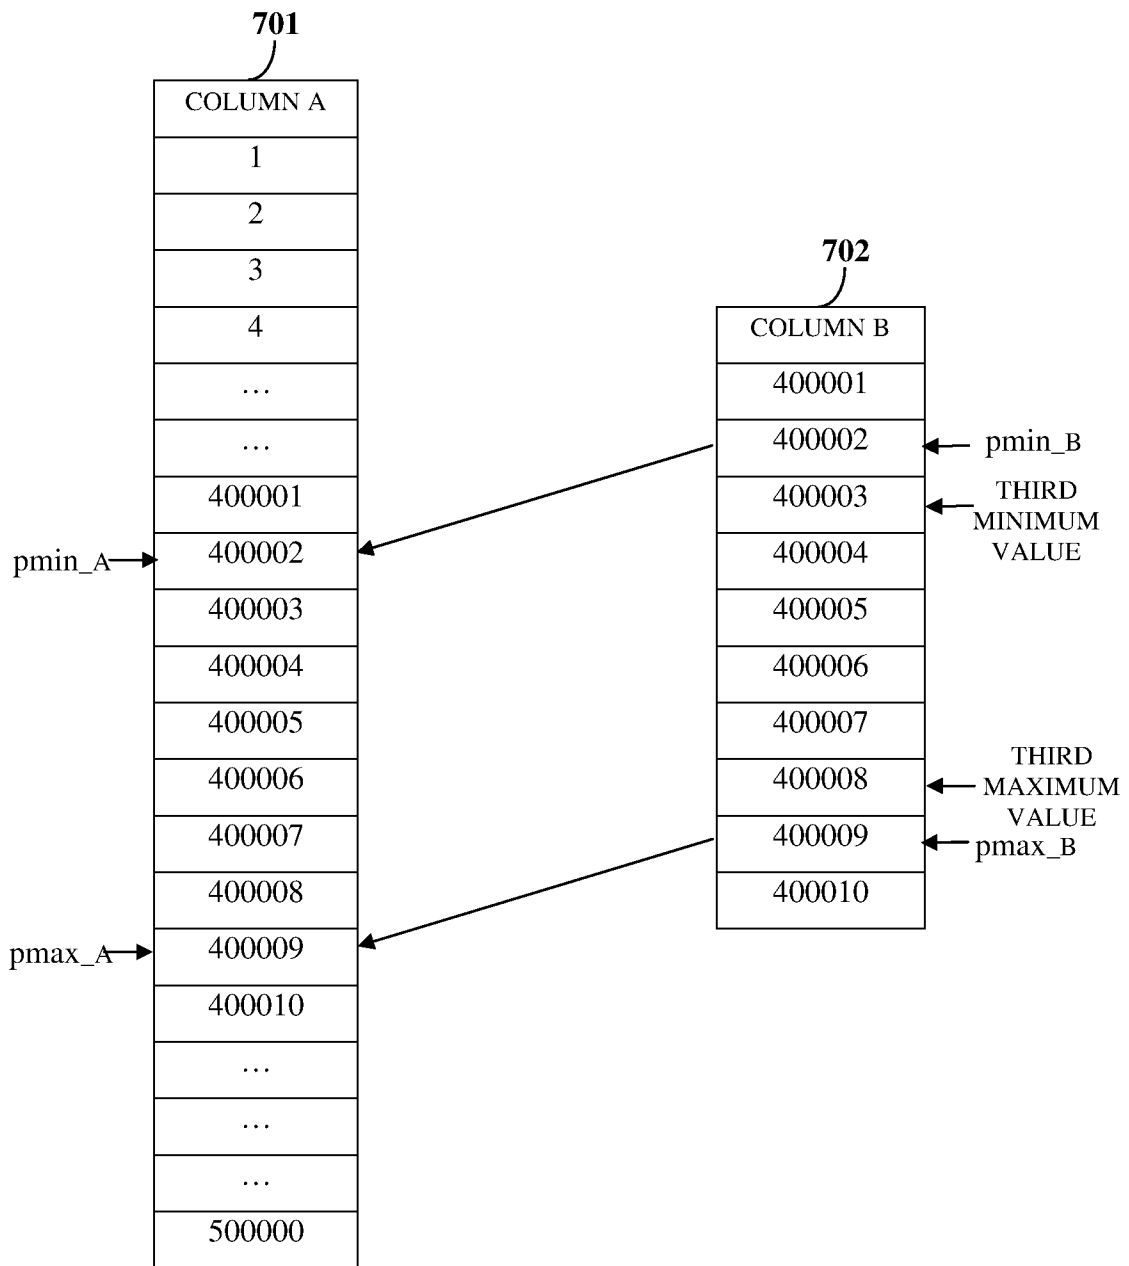 701
COLUMN A
1
2
3
4
...
...
400001
400002
400003
400004
400005
400006
400007
400008
400009
400010
...
...
...
500000
pmin_A
pmax_A
702
COLUMN B
400001
400002
400003
400004
400005
400006
400007
400008
400009
400010
pmin_B
THIRD
MINIMUM
VALUE
THIRD
MAXIMUM
VALUE
pmax_B